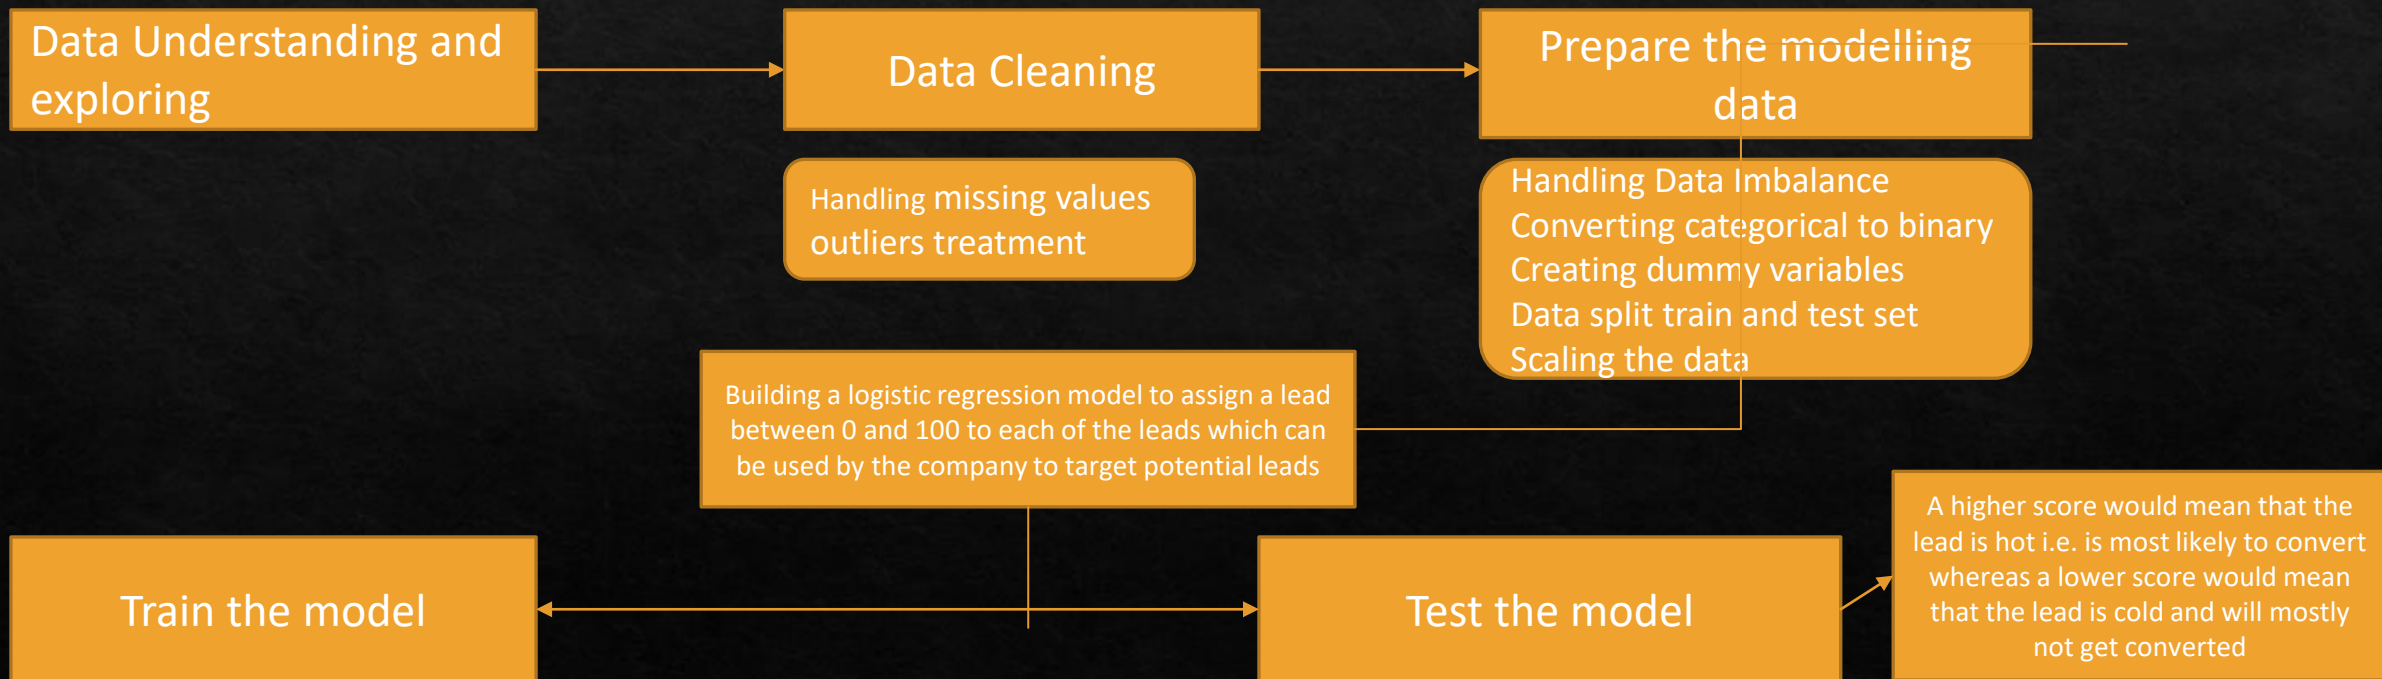 Data Understanding and
exploring
Data Cleaning
Prepare the modelling
data
Handling missing values
outliers treatment
Handling Data Imbalance
Converting categorical to binary
Creating dummy variables
Data split train and test set
Scaling the data
Building a logistic regression model to assign a lead
between 0 and 100 to each of the leads which can
be used by the company to target potential leads
Train the model
Test the model
A higher score would mean that the
lead is hot i.e. is most likely to convert
whereas a lower score would mean
that the lead is cold and will mostly
not get converted